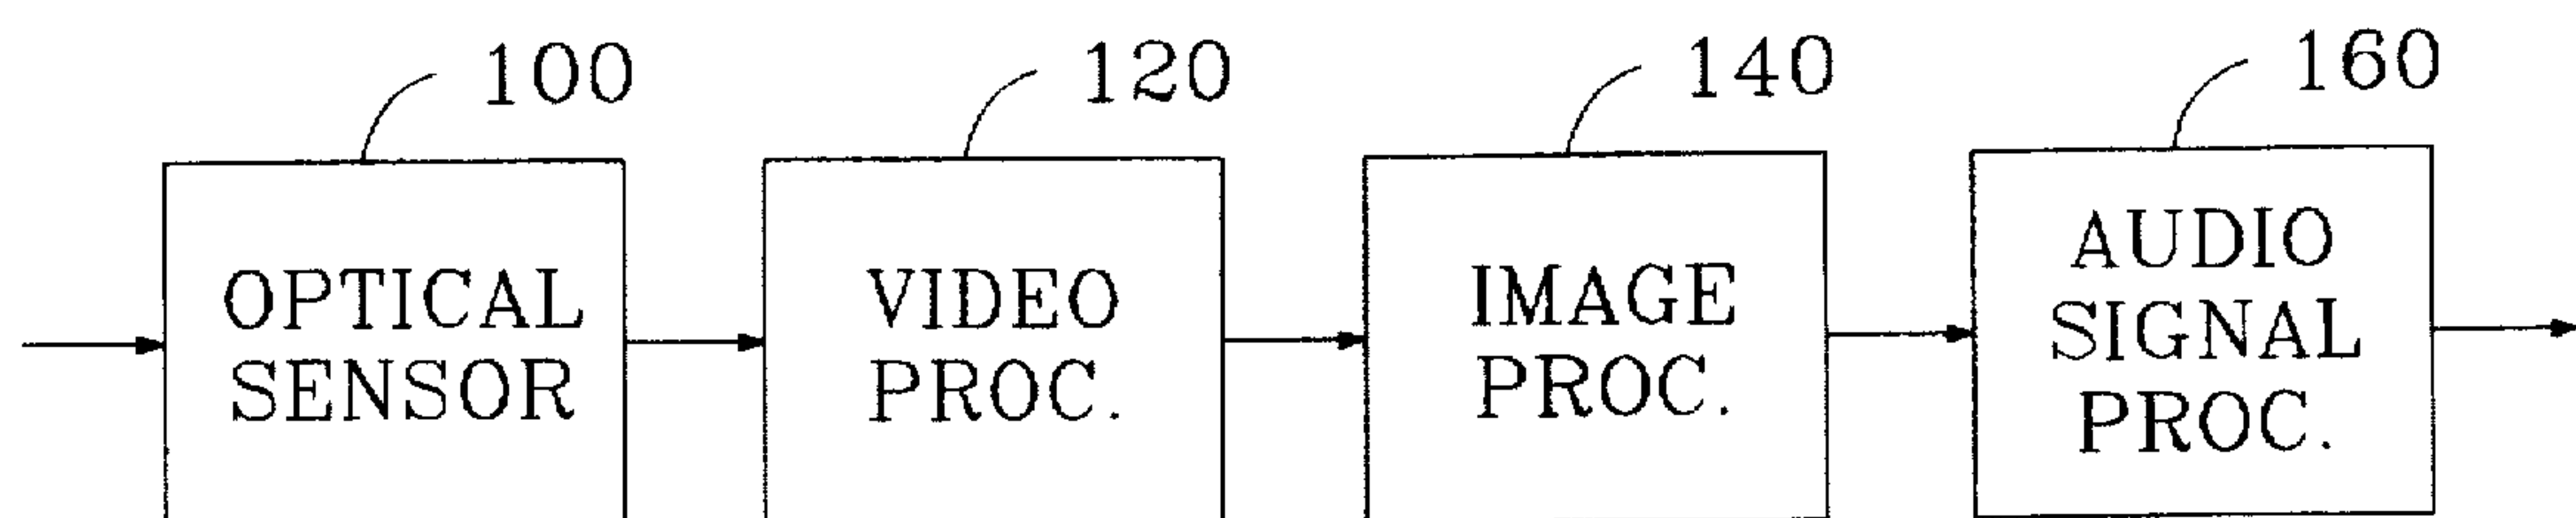 100
120
140
160
OPTICAL
SENSOR
VIDEO
PROC.
IMAGE
PROC.
AUDIO
SIGNAL
PROC.